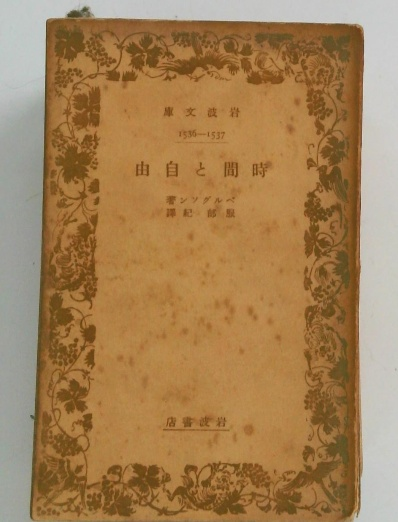 岩波文庫
1536—1537
時間と自由
ベルグソン著
服部紀譯
岩波書店